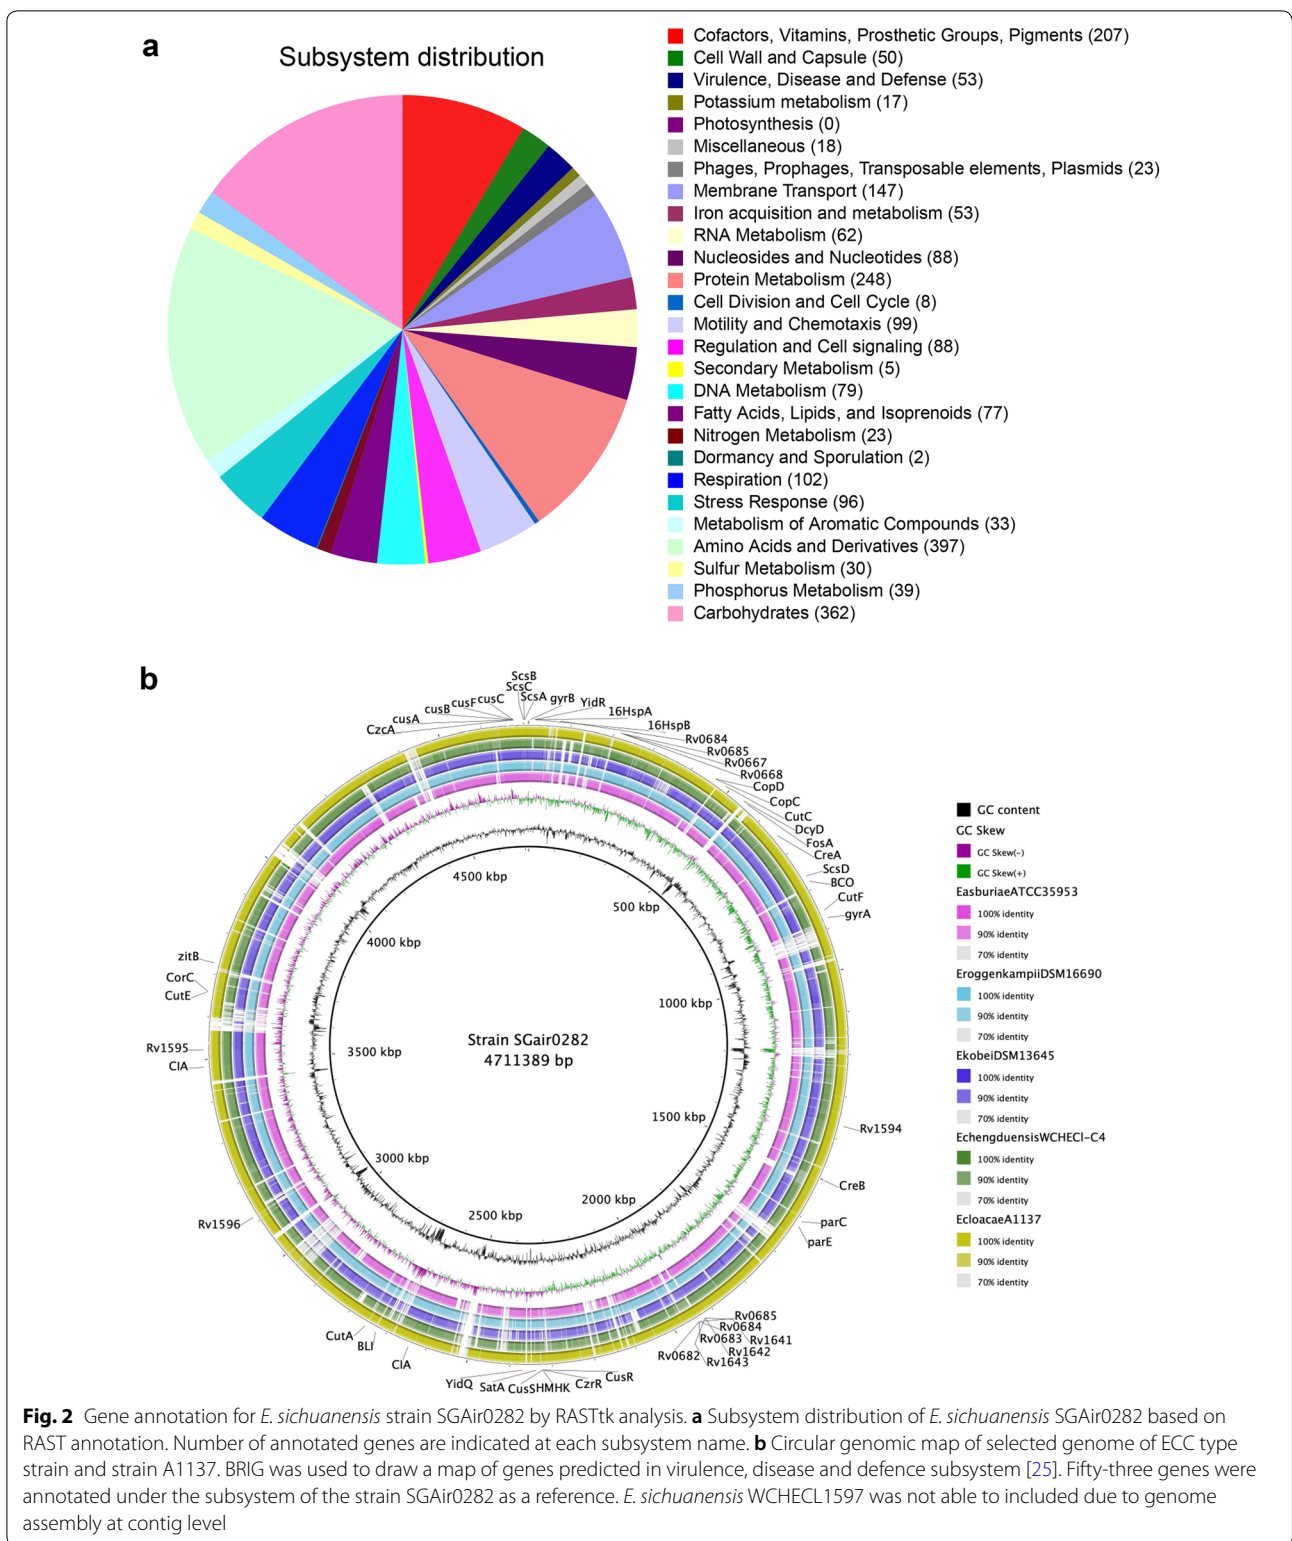 a
Subsystem distribution
Cofactors, Vitamins, Prosthetic Groups, Pigments (207)
Cell Wall and Capsule (50)
Virulence, Disease and Defense (53)
Potassium metabolism (17)
Photosynthesis (0)
Miscellaneous (18)
Phages, Prophages, Transposable elements, Plasmids (23)
Membrane Transport (147)
Iron acquisition and metabolism (53)
RNA Metabolism (62)
Nucleosides and Nucleotides (88)
Protein Metabolism (248)
Cell Division and Cell Cycle (8)
Motility and Chemotaxis (99)
Regulation and Cell signaling (88)
Secondary Metabolism (5)
DNA Metabolism (79)
Fatty Acids, Lipids, and Isoprenoids (77)
Nitrogen Metabolism (23)
Dormancy and Sporulation (2)
Respiration (102)
Stress Response (96)
Metabolism of Aromatic Compounds (33)
Amino Acids and Derivatives (397)
Sulfur Metabolism (30)
Phosphorus Metabolism (39)
Carbohydrates (362)
b
CzcA
cusA
cusB
cusF
cusC
ScsB
ScsC
ScsA
gyrB
YidR
16HspA
16HspB
Rv0684
Rv0685
Rv0667
Rv0668
CopD
CopC
CutC
DcyD
FosA
CreA
ScsD
BCO
CutF
gyrA
Rv1594
CreB
parC
parE
Rv0685
Rv0684
Rv0683
Rv1641
Rv1642
Rv0682
Rv1643
CusR
CzrR
HMHK
CusS
SatA
YidQ
CIA
BLI
CutA
Rv1596
CIA
Rv1595
CutE
CorC
zitB
4500 kbp
500 kbp
4000 kbp
1000 kbp
3500 kbp
1500 kbp
3000 kbp
2000 kbp
2500 kbp
Strain SGair0282
4711389 bp
GC content
GC Skew
GC Skew(-)
GC Skew(+)
EasburiaeATCC35953
100% identity
90% identity
70% identity
EroggenkampiiDSM16690
100% identity
90% identity
70% identity
EkobeiDSM13645
100% identity
90% identity
70% identity
EchengduensisWCHECl-C4
100% identity
90% identity
70% identity
EcloacaeA1137
100% identity
90% identity
70% identity
Fig. 2 Gene annotation for E. sichuanensis strain SGAir0282 by RASTtk analysis. a Subsystem distribution of E. sichuanensis SGAir0282 based on
RAST annotation. Number of annotated genes are indicated at each subsystem name. b Circular genomic map of selected genome of ECC type
strain and strain A1137. BRIG was used to draw a map of genes predicted in virulence, disease and defence subsystem [25]. Fifty-three genes were
annotated under the subsystem of the strain SGAir0282 as a reference. E. sichuanensis WCHECL1597 was not able to included due to genome
assembly at contig level